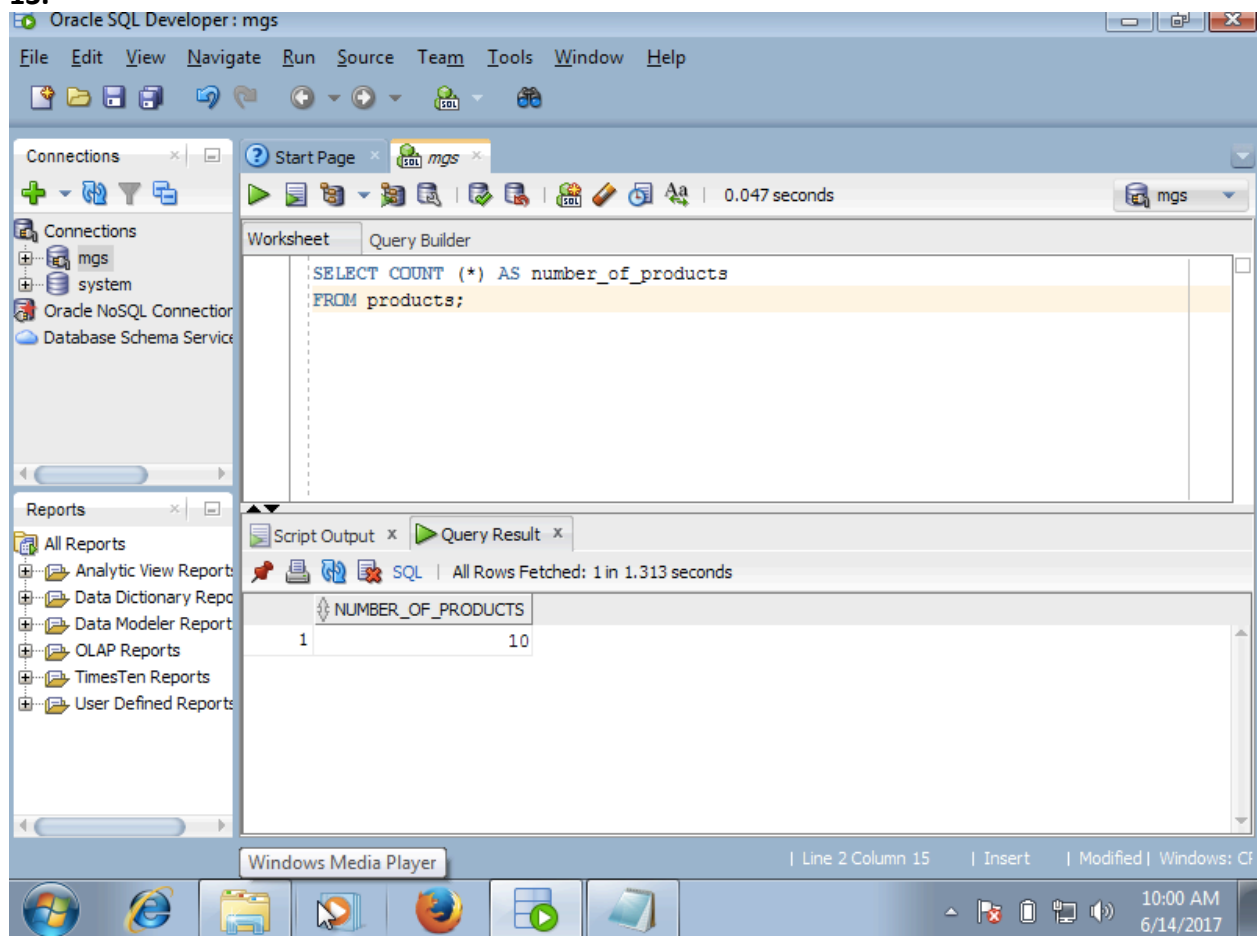 13.
Oracle SQL Developer : mgs
File Edit View Navigate Run Source Team Tools Window Help
Connections
Start Page
mgs
0.047 seconds
mgs
Connections
mgs
system
Oracle NoSQL Connection
Database Schema Service
Worksheet Query Builder
SELECT COUNT (*) AS number_of_products
FROM products;
Reports
All Reports
Analytic View Reports
Data Dictionary Repo
Data Modeler Report
OLAP Reports
TimesTen Reports
User Defined Reports
Script Output x Query Result x
SQL | All Rows Fetched: 1 in 1.313 seconds
NUMBER_OF_PRODUCTS
1 10
Windows Media Player
| Line 2 Column 15 | Insert | Modified | Windows: CF
10:00 AM
6/14/2017